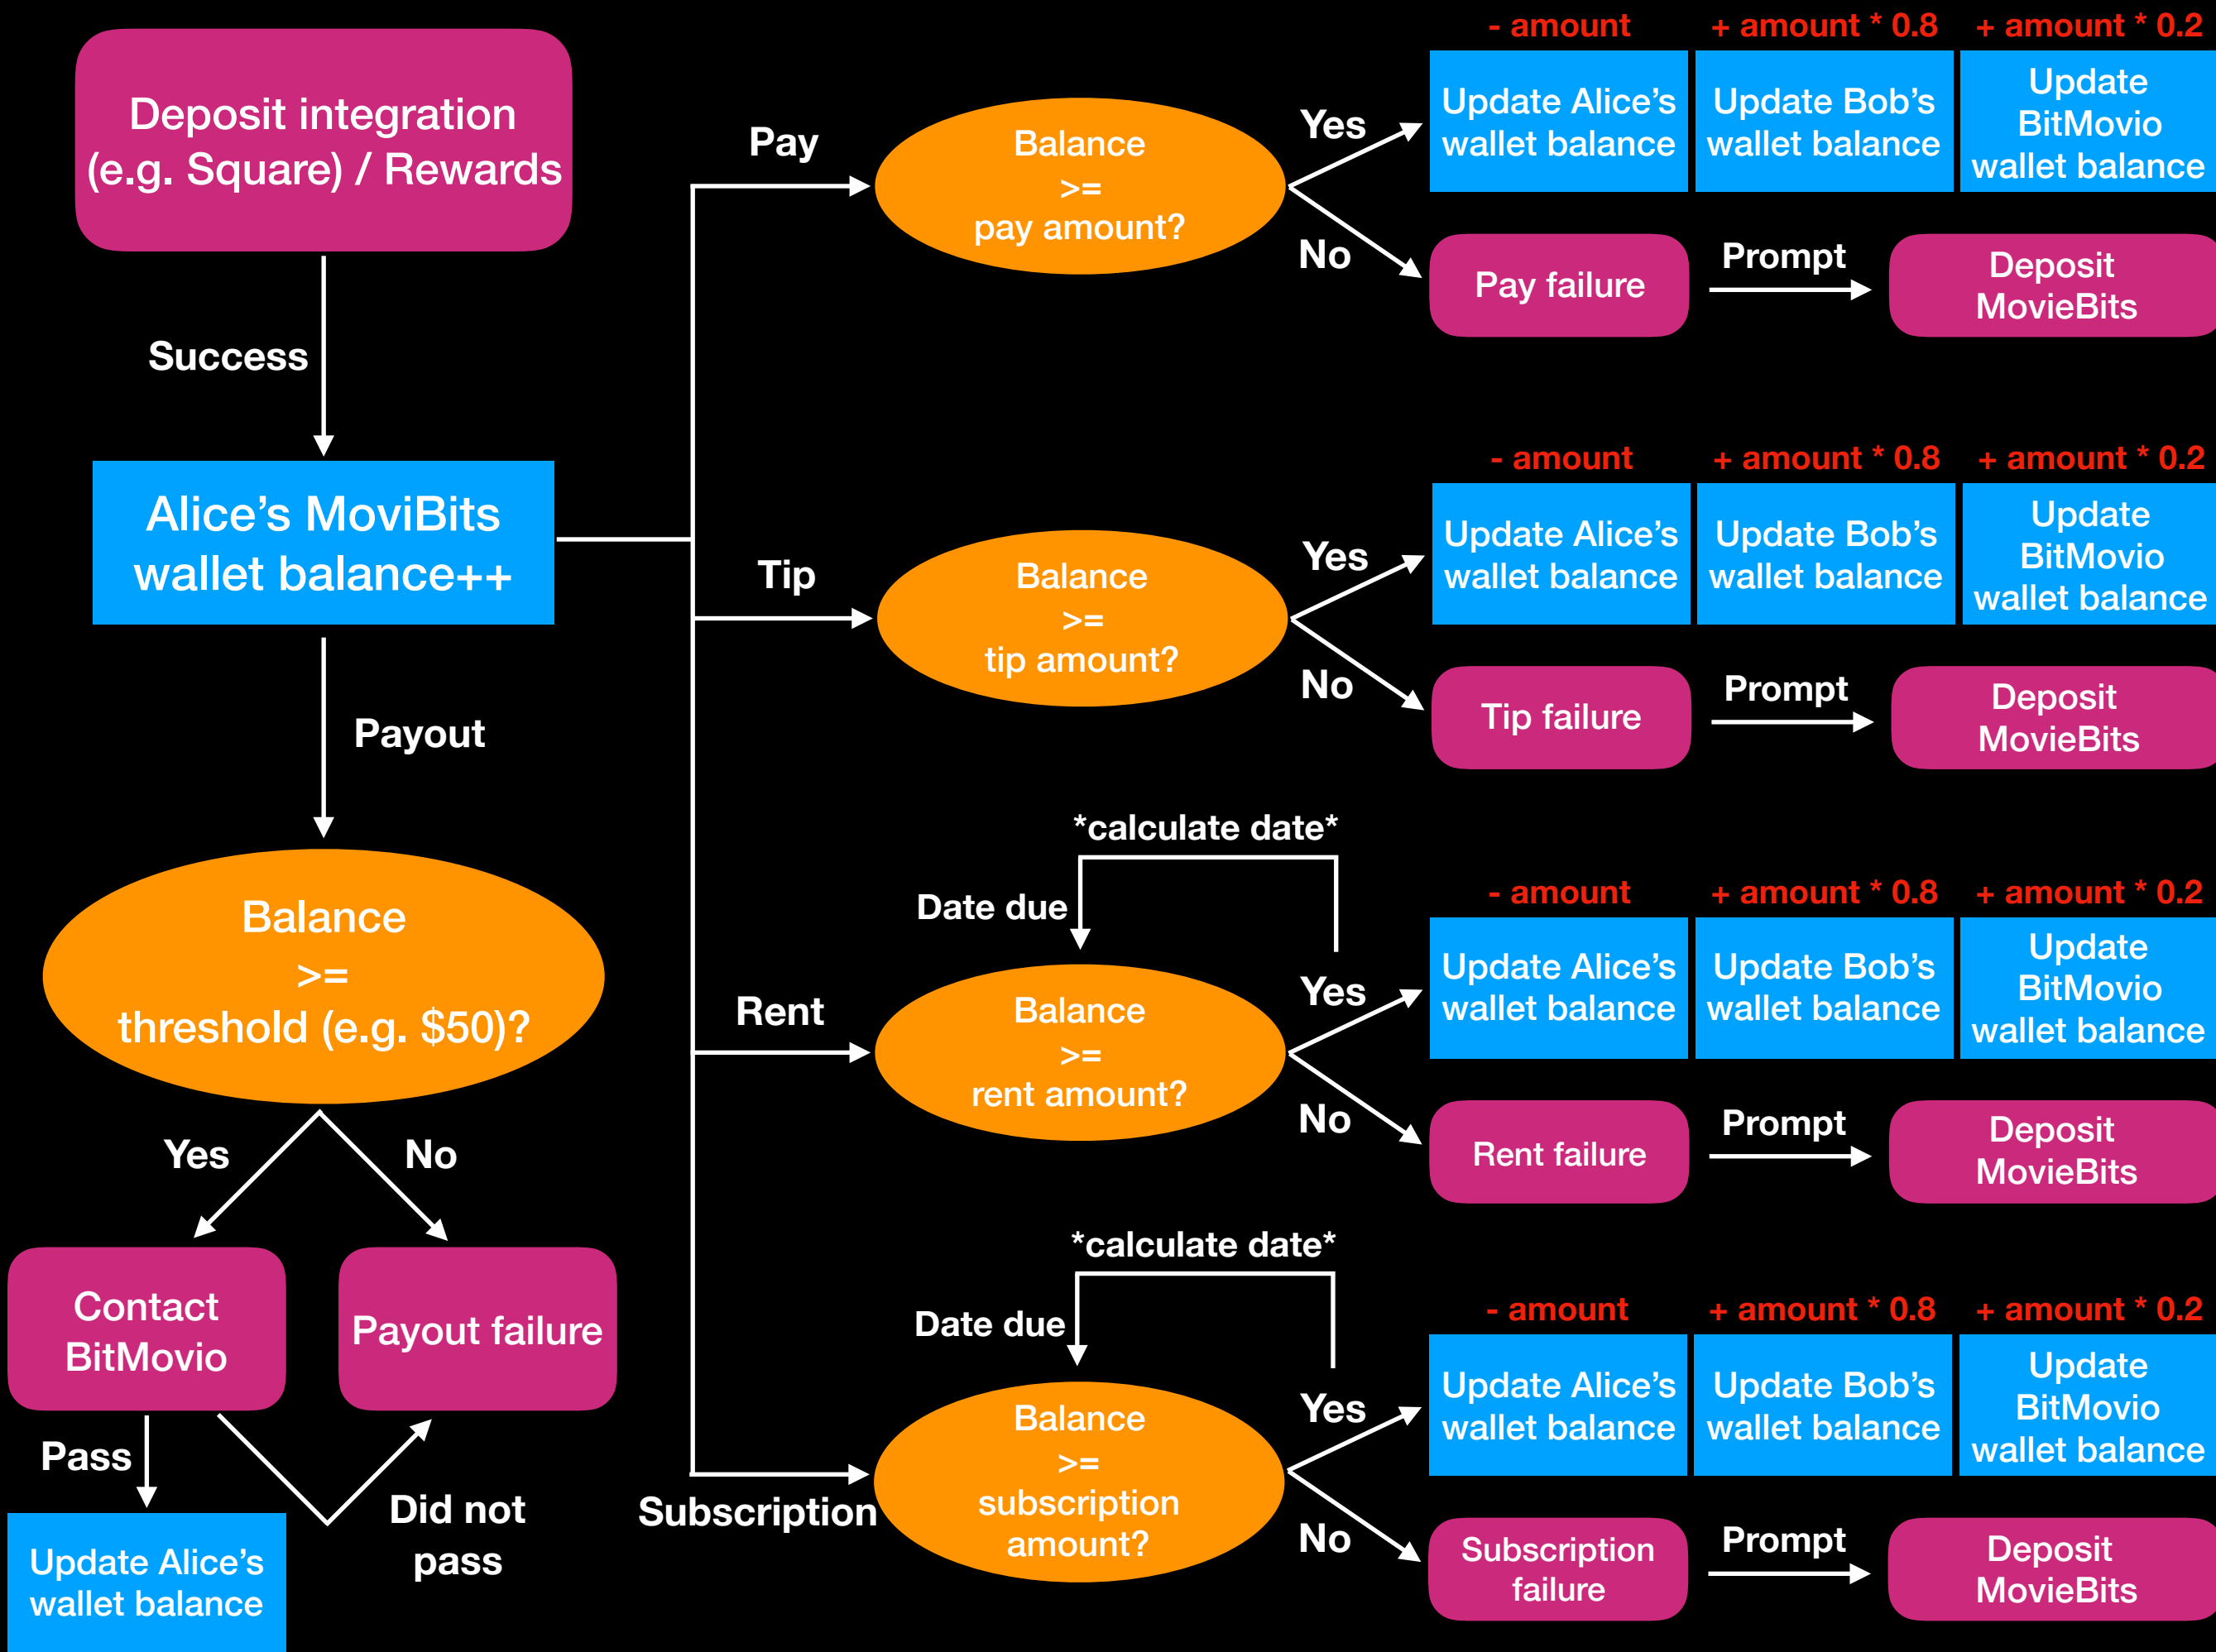 Deposit integration
(e.g. Square) / Rewards
Success
Alice's MoviBits
wallet balance++
Payout
Balance
>=
threshold (e.g. $50)?
Yes
No
Contact
BitMovio
Payout failure
Pass
Did not
pass
Update Alice's
wallet balance
Pay
Balance
>=
pay amount?
Yes
No
- amount
+ amount * 0.8
+ amount * 0.2
Update Alice's
wallet balance
Update Bob's
wallet balance
Update
BitMovio
wallet balance
Pay failure
Prompt
Deposit
MovieBits
Tip
Balance
>=
tip amount?
Yes
No
- amount
+ amount * 0.8
+ amount * 0.2
Update Alice's
wallet balance
Update Bob's
wallet balance
Update
BitMovio
wallet balance
Tip failure
Prompt
Deposit
MovieBits
*calculate date*
Date due
Rent
Balance
>=
rent amount?
Yes
No
- amount
+ amount * 0.8
+ amount * 0.2
Update Alice's
wallet balance
Update Bob's
wallet balance
Update
BitMovio
wallet balance
Rent failure
Prompt
Deposit
MovieBits
*calculate date*
Date due
Subscription
Balance
>=
subscription
amount?
Yes
No
- amount
+ amount * 0.8
+ amount * 0.2
Update Alice's
wallet balance
Update Bob's
wallet balance
Update
BitMovio
wallet balance
Subscription
failure
Prompt
Deposit
MovieBits